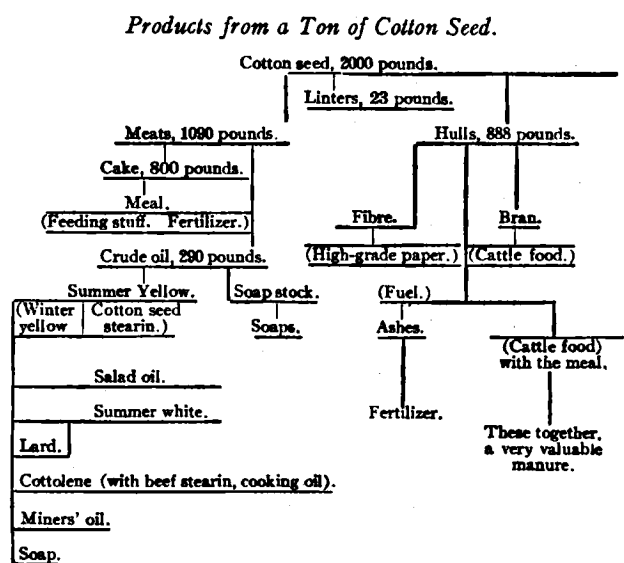 Products from a Ton of Cotton Seed.
Cotton seed, 2000 pounds.
Linters, 23 pounds.
Meats, 1090 pounds.
Hulls, 888 pounds.
Cake, 800 pounds.
Meal.
(Feeding stuff. Fertilizer.)
Fibre.
Bran.
(High-grade paper.)
(Cattle food.)
Crude oil, 290 pounds.
Summer Yellow.
Soap stock.
(Fuel.)
(Winter
yellow
Cotton seed
stearin.)
Soaps.
Ashes.
(Cattle food)
with the meal.
Salad oil.
Summer white.
Fertilizer.
Lard.
These together,
a very valuable
manure.
Cottolene (with beef stearin, cooking oil).
Miners' oil.
Soap.